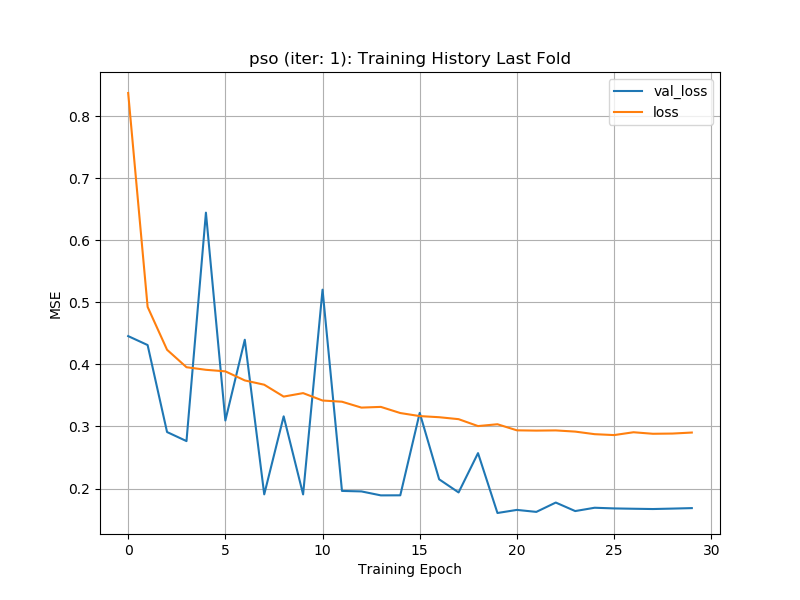 pso (iter: 1): Training History Last Fold
val_loss
loss
MSE
0.8
0.7
0.6
0.5
0.4
0.3
0.2
0 5 10 15 20 25 30
Training Epoch